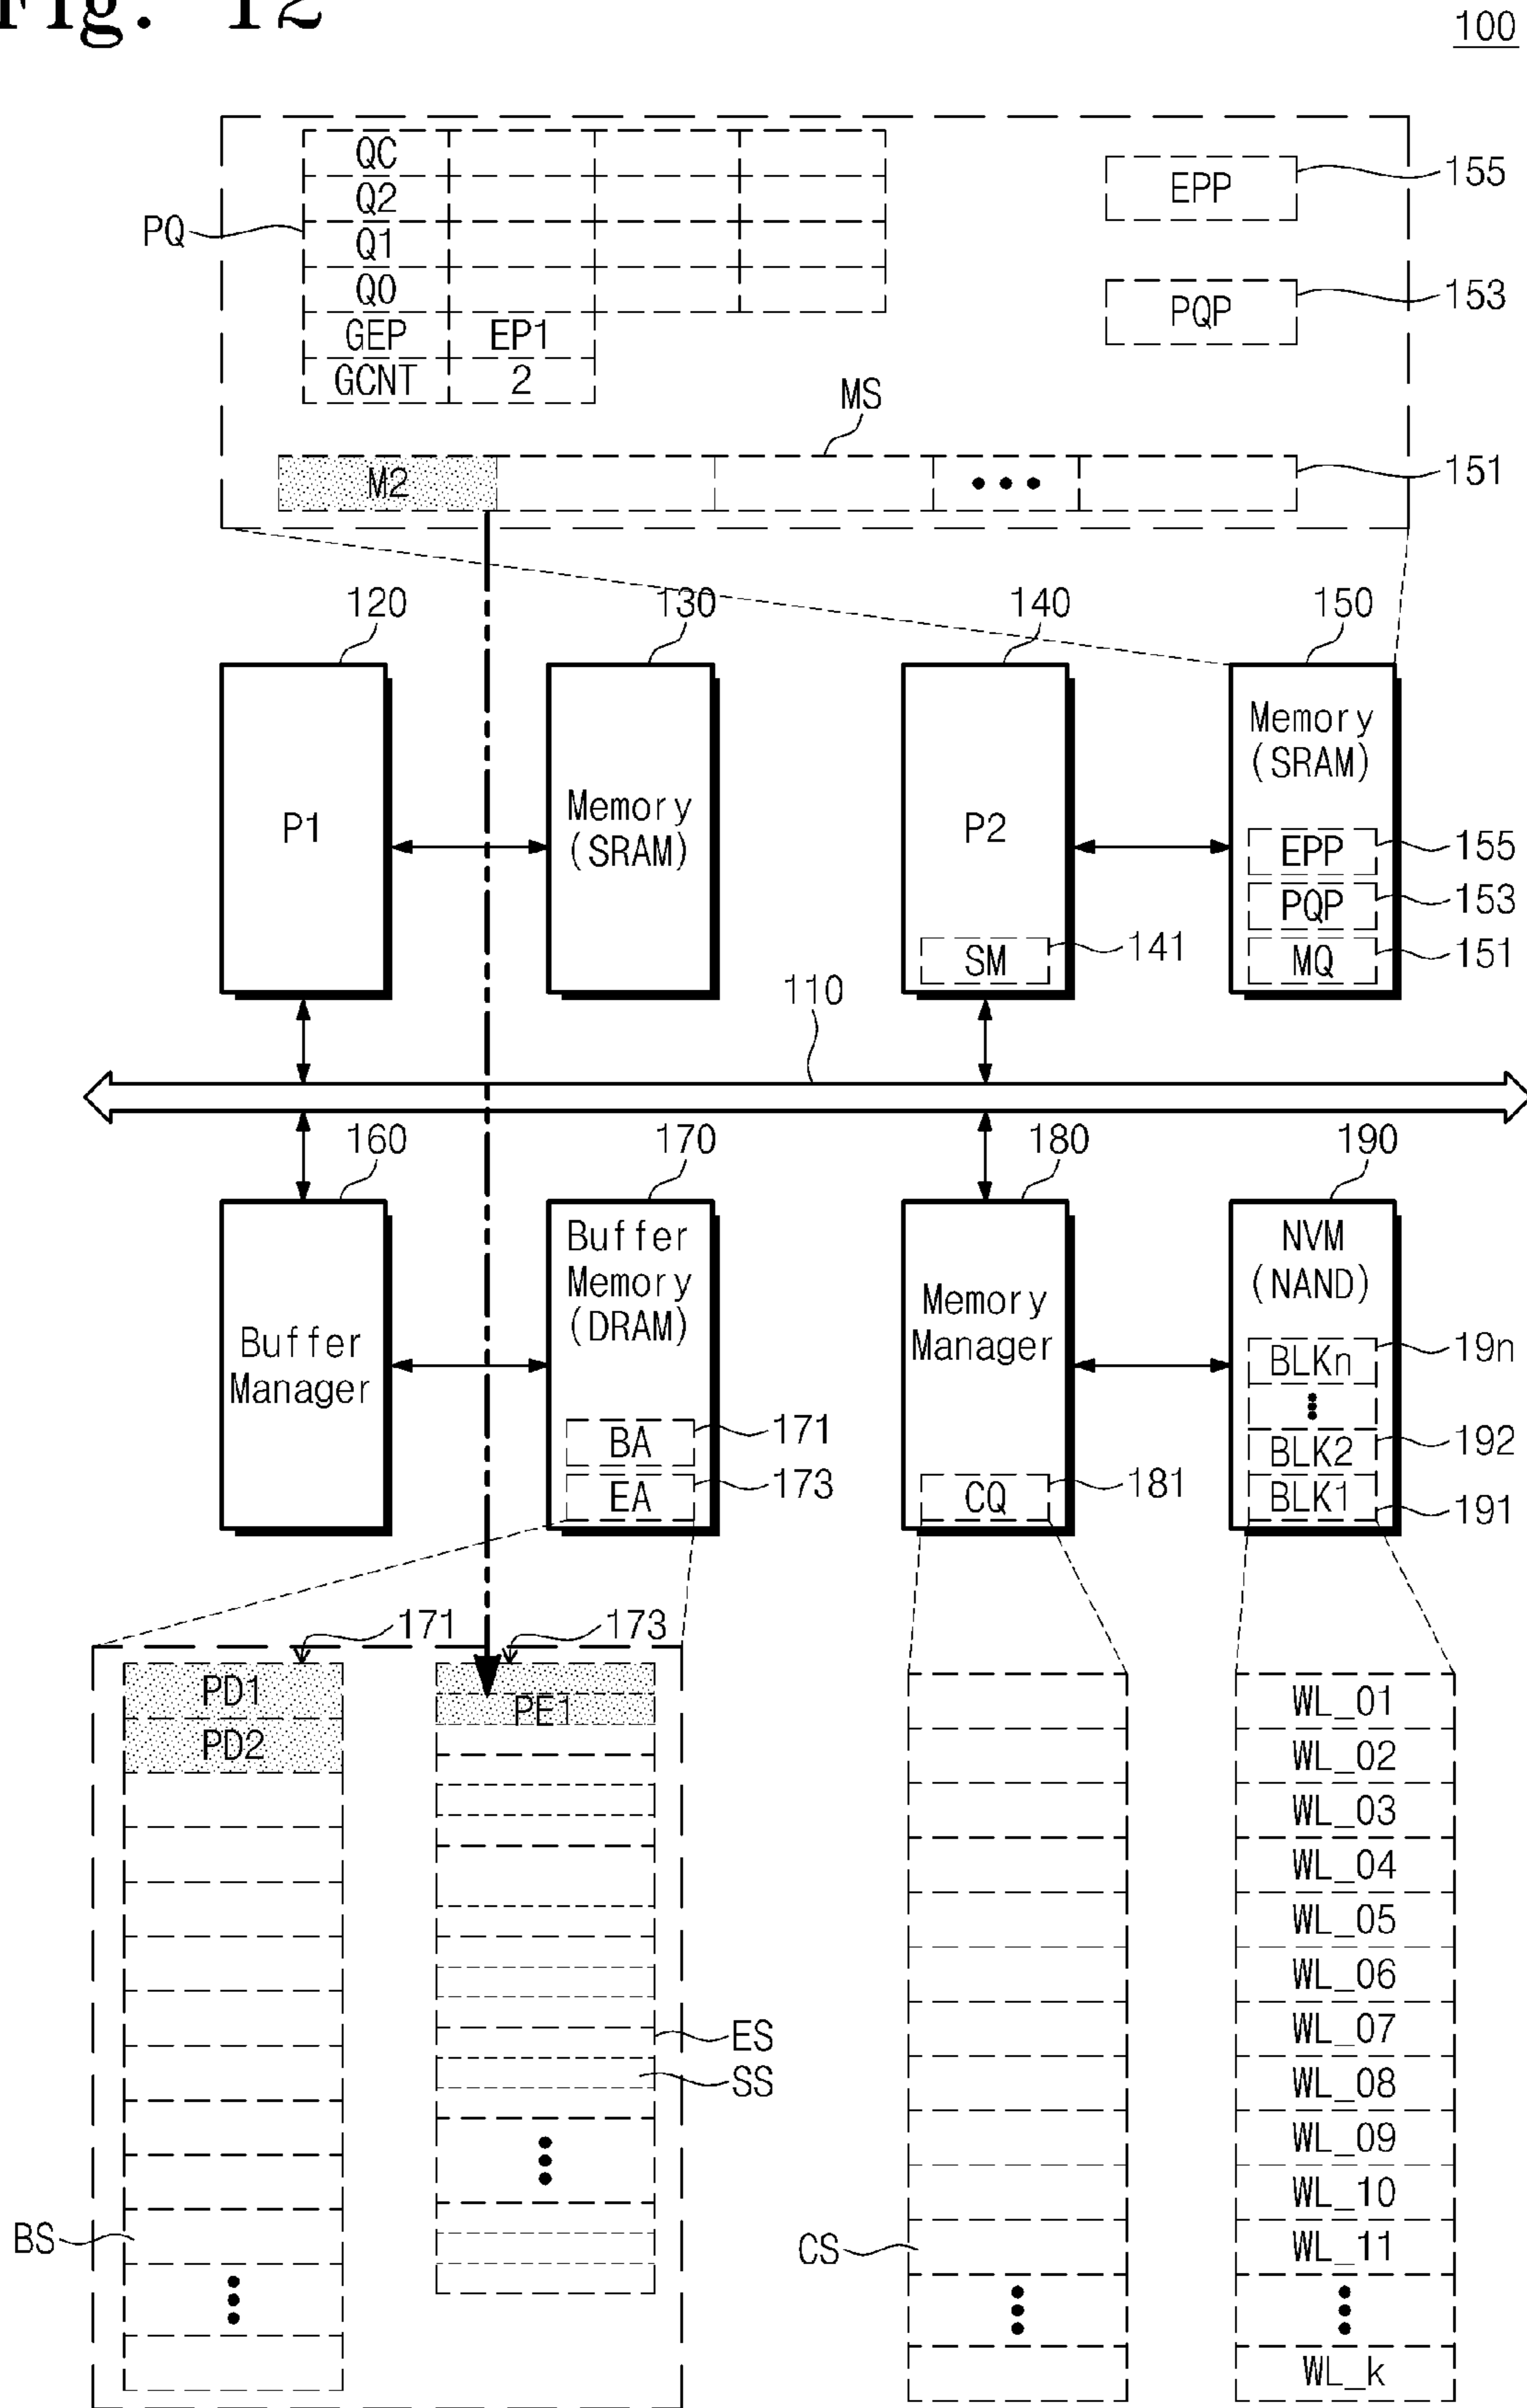 Fig. 12
100
QC
Q2
PQ
Q1
Q0
GEP EP1
GCNT 2
EPP 155
PQP 153
MS
M2 151
120 130 140 150
P1
Memory
(SRAM)
P2
SM 141
Memory
(SRAM)
EPP 155
PQP 153
MQ 151
110
160 170 180 190
Buffer
Manager
Buffer
Memory
(DRAM)
BA 171
EA 173
Memory
Manager
CQ 181
NVM
(NAND)
BLKn 19n
BLK2 192
BLK1 191
171 173
PD1
PD2
PE1
ES
SS
BS
CS
WL_01
WL_02
WL_03
WL_04
WL_05
WL_06
WL_07
WL_08
WL_09
WL_10
WL_11
WL_k